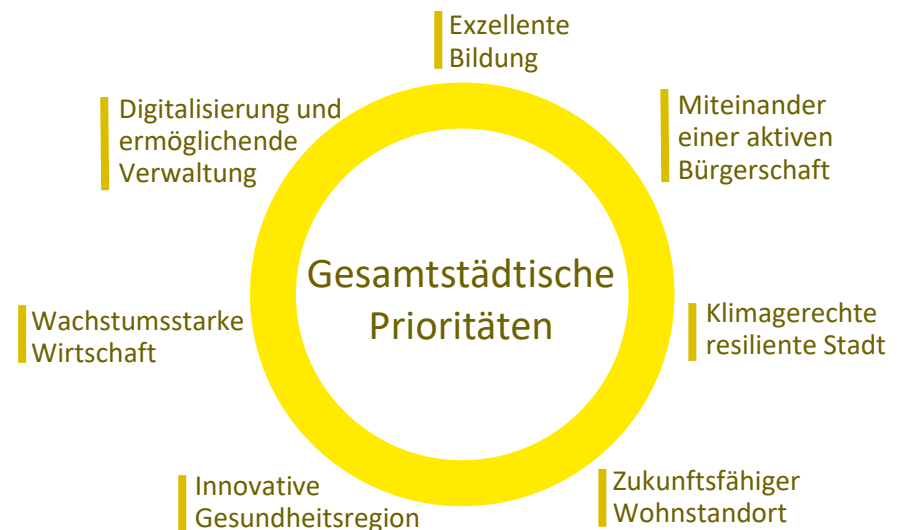 Exzellente
Bildung
Miteinander
einer aktiven
Bürgerschaft
Klimagerechte
resiliente Stadt
Zukunftsfähiger
Wohnstandort
Innovative
Gesundheitsregion
Wachstumsstarke
Wirtschaft
Digitalisierung und
ermöglichende
Verwaltung
Gesamtstädtische
Prioritäten